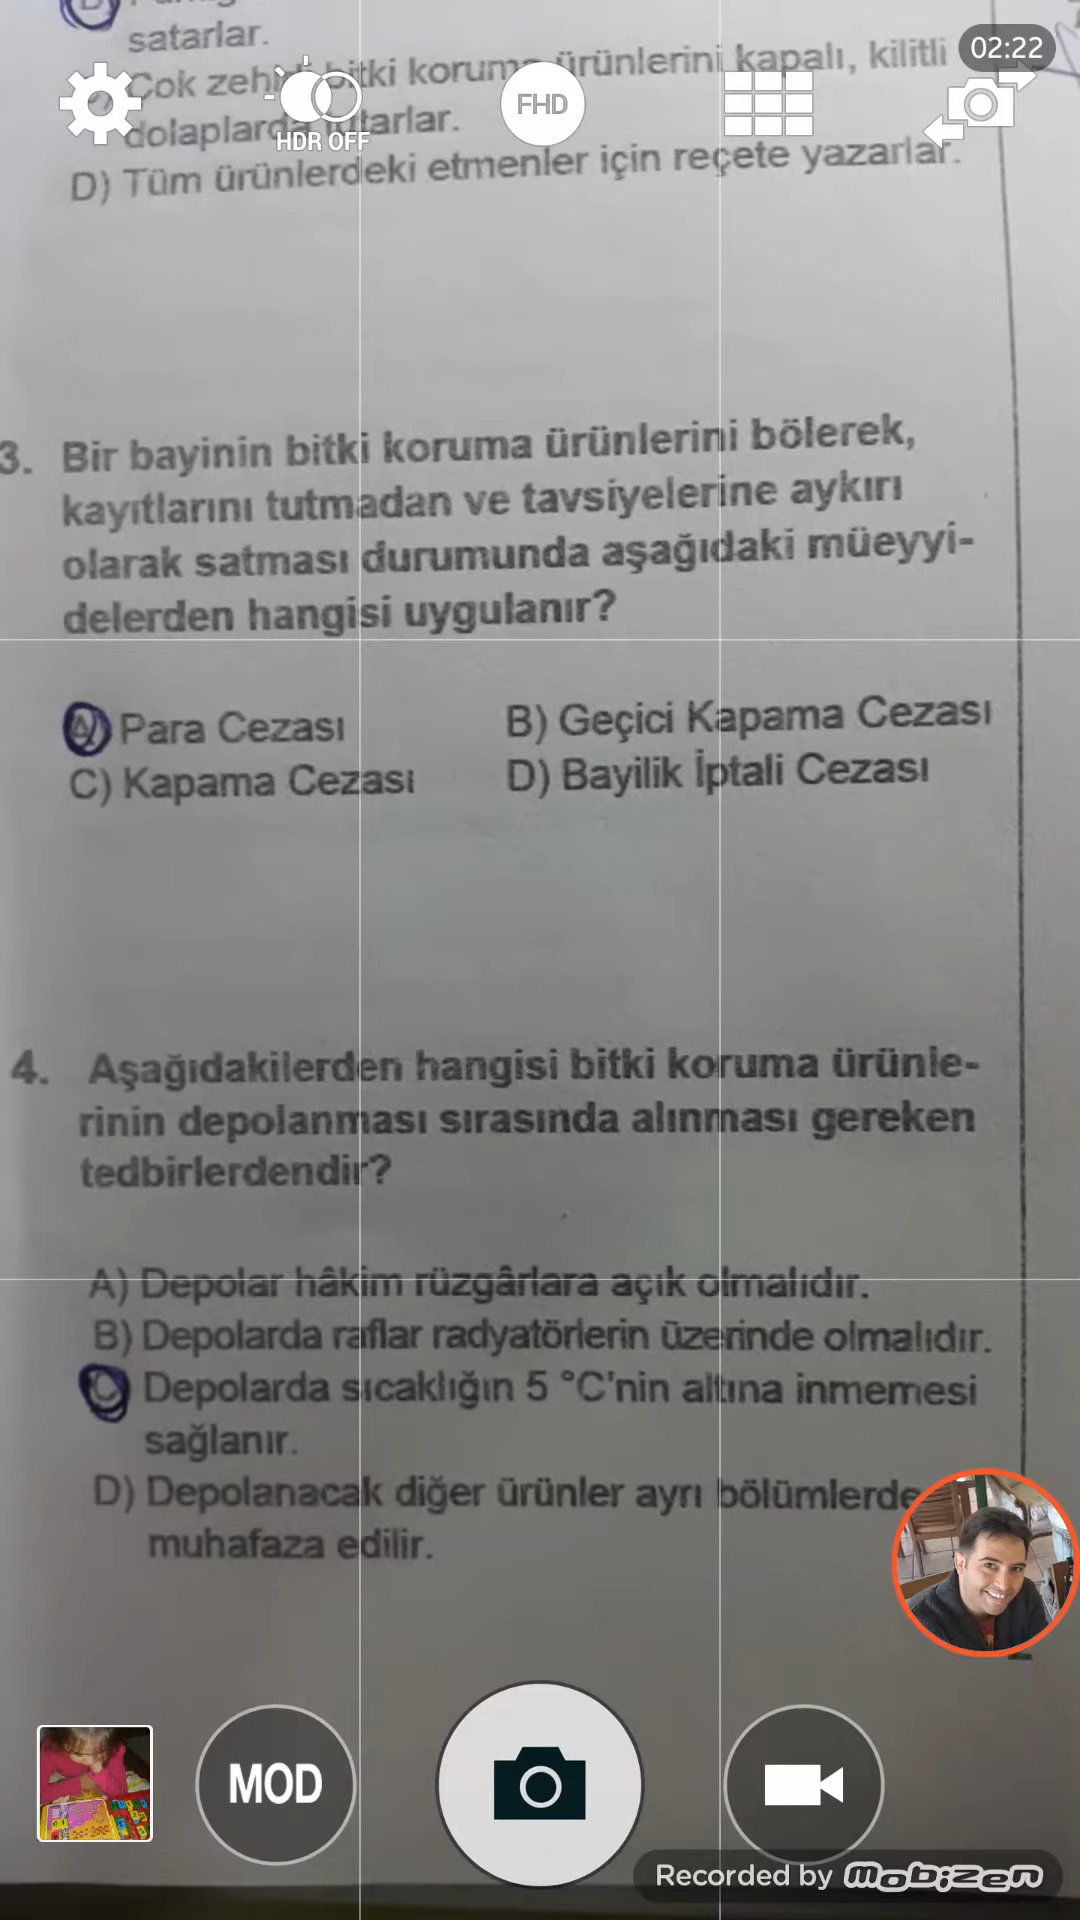 satarlar.
02:22
Çok bitki koruma ürünlerini kapalı, kilitli
FHD
HDR OFF
D) Tüm ürünlerdeki etmenler için reçete yazarlar.
3. Bir bayinin bitki koruma ürünlerini bölerek,
kayıtlarını tutmadan ve tavsiyelerine aykırı
olarak satması durumunda aşağıdaki müeyyi-
delerden hangisi uygulanır?
A) Para Cezası
B) Geçici Kapama Cezası
C) Kapama Cezası
D) Bayilik İptali Cezası
4. Aşağıdakilerden hangisi bitki koruma ürünle-
rinin depolanması sırasında alınması gereken
tedbirlerdendir?
A) Depolar hâkim rüzgârlara açık olmalıdır.
B) Depolarda raflar radyatörlerin üzerinde olmalıdır.
C) Depolarda sıcaklığın 5 °C'nin altına inmemesi
sağlanır.
D) Depolanacak diğer ürünler ayrı bölümlerde
muhafaza edilir.
MOD
Recorded by mobizen